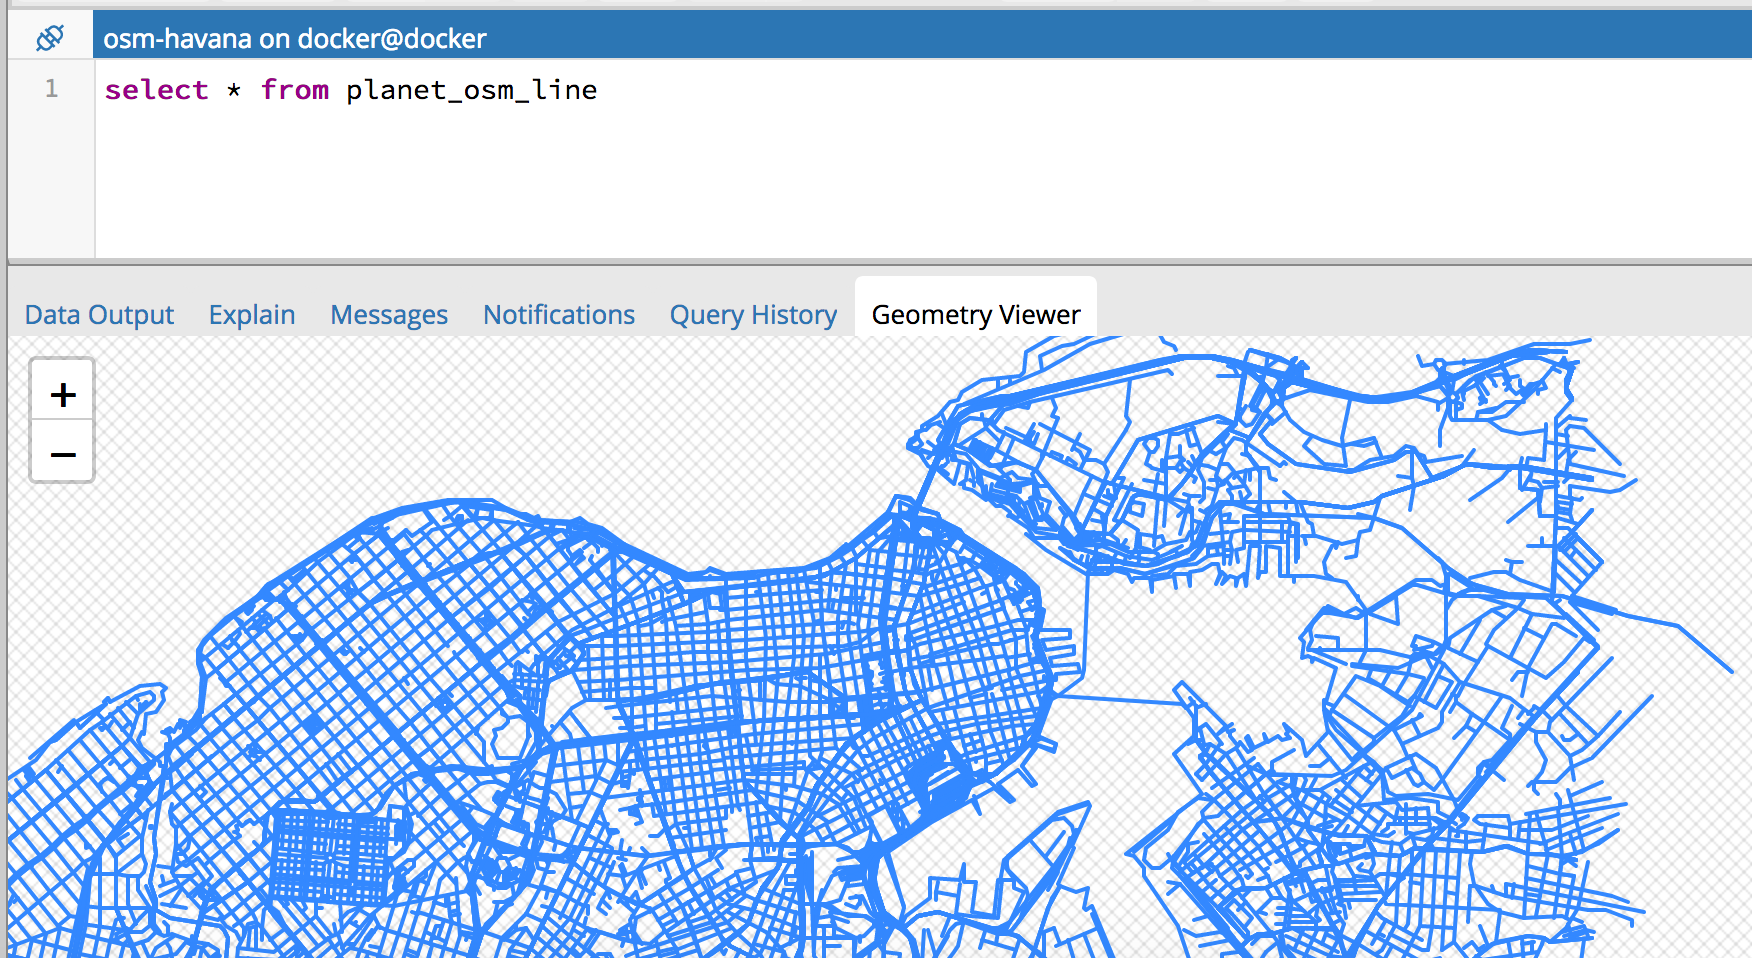 osm-havana on docker@docker
1
select * from planet_osm_line
Data Output Explain Messages Notifications Query History Geometry Viewer
+
−